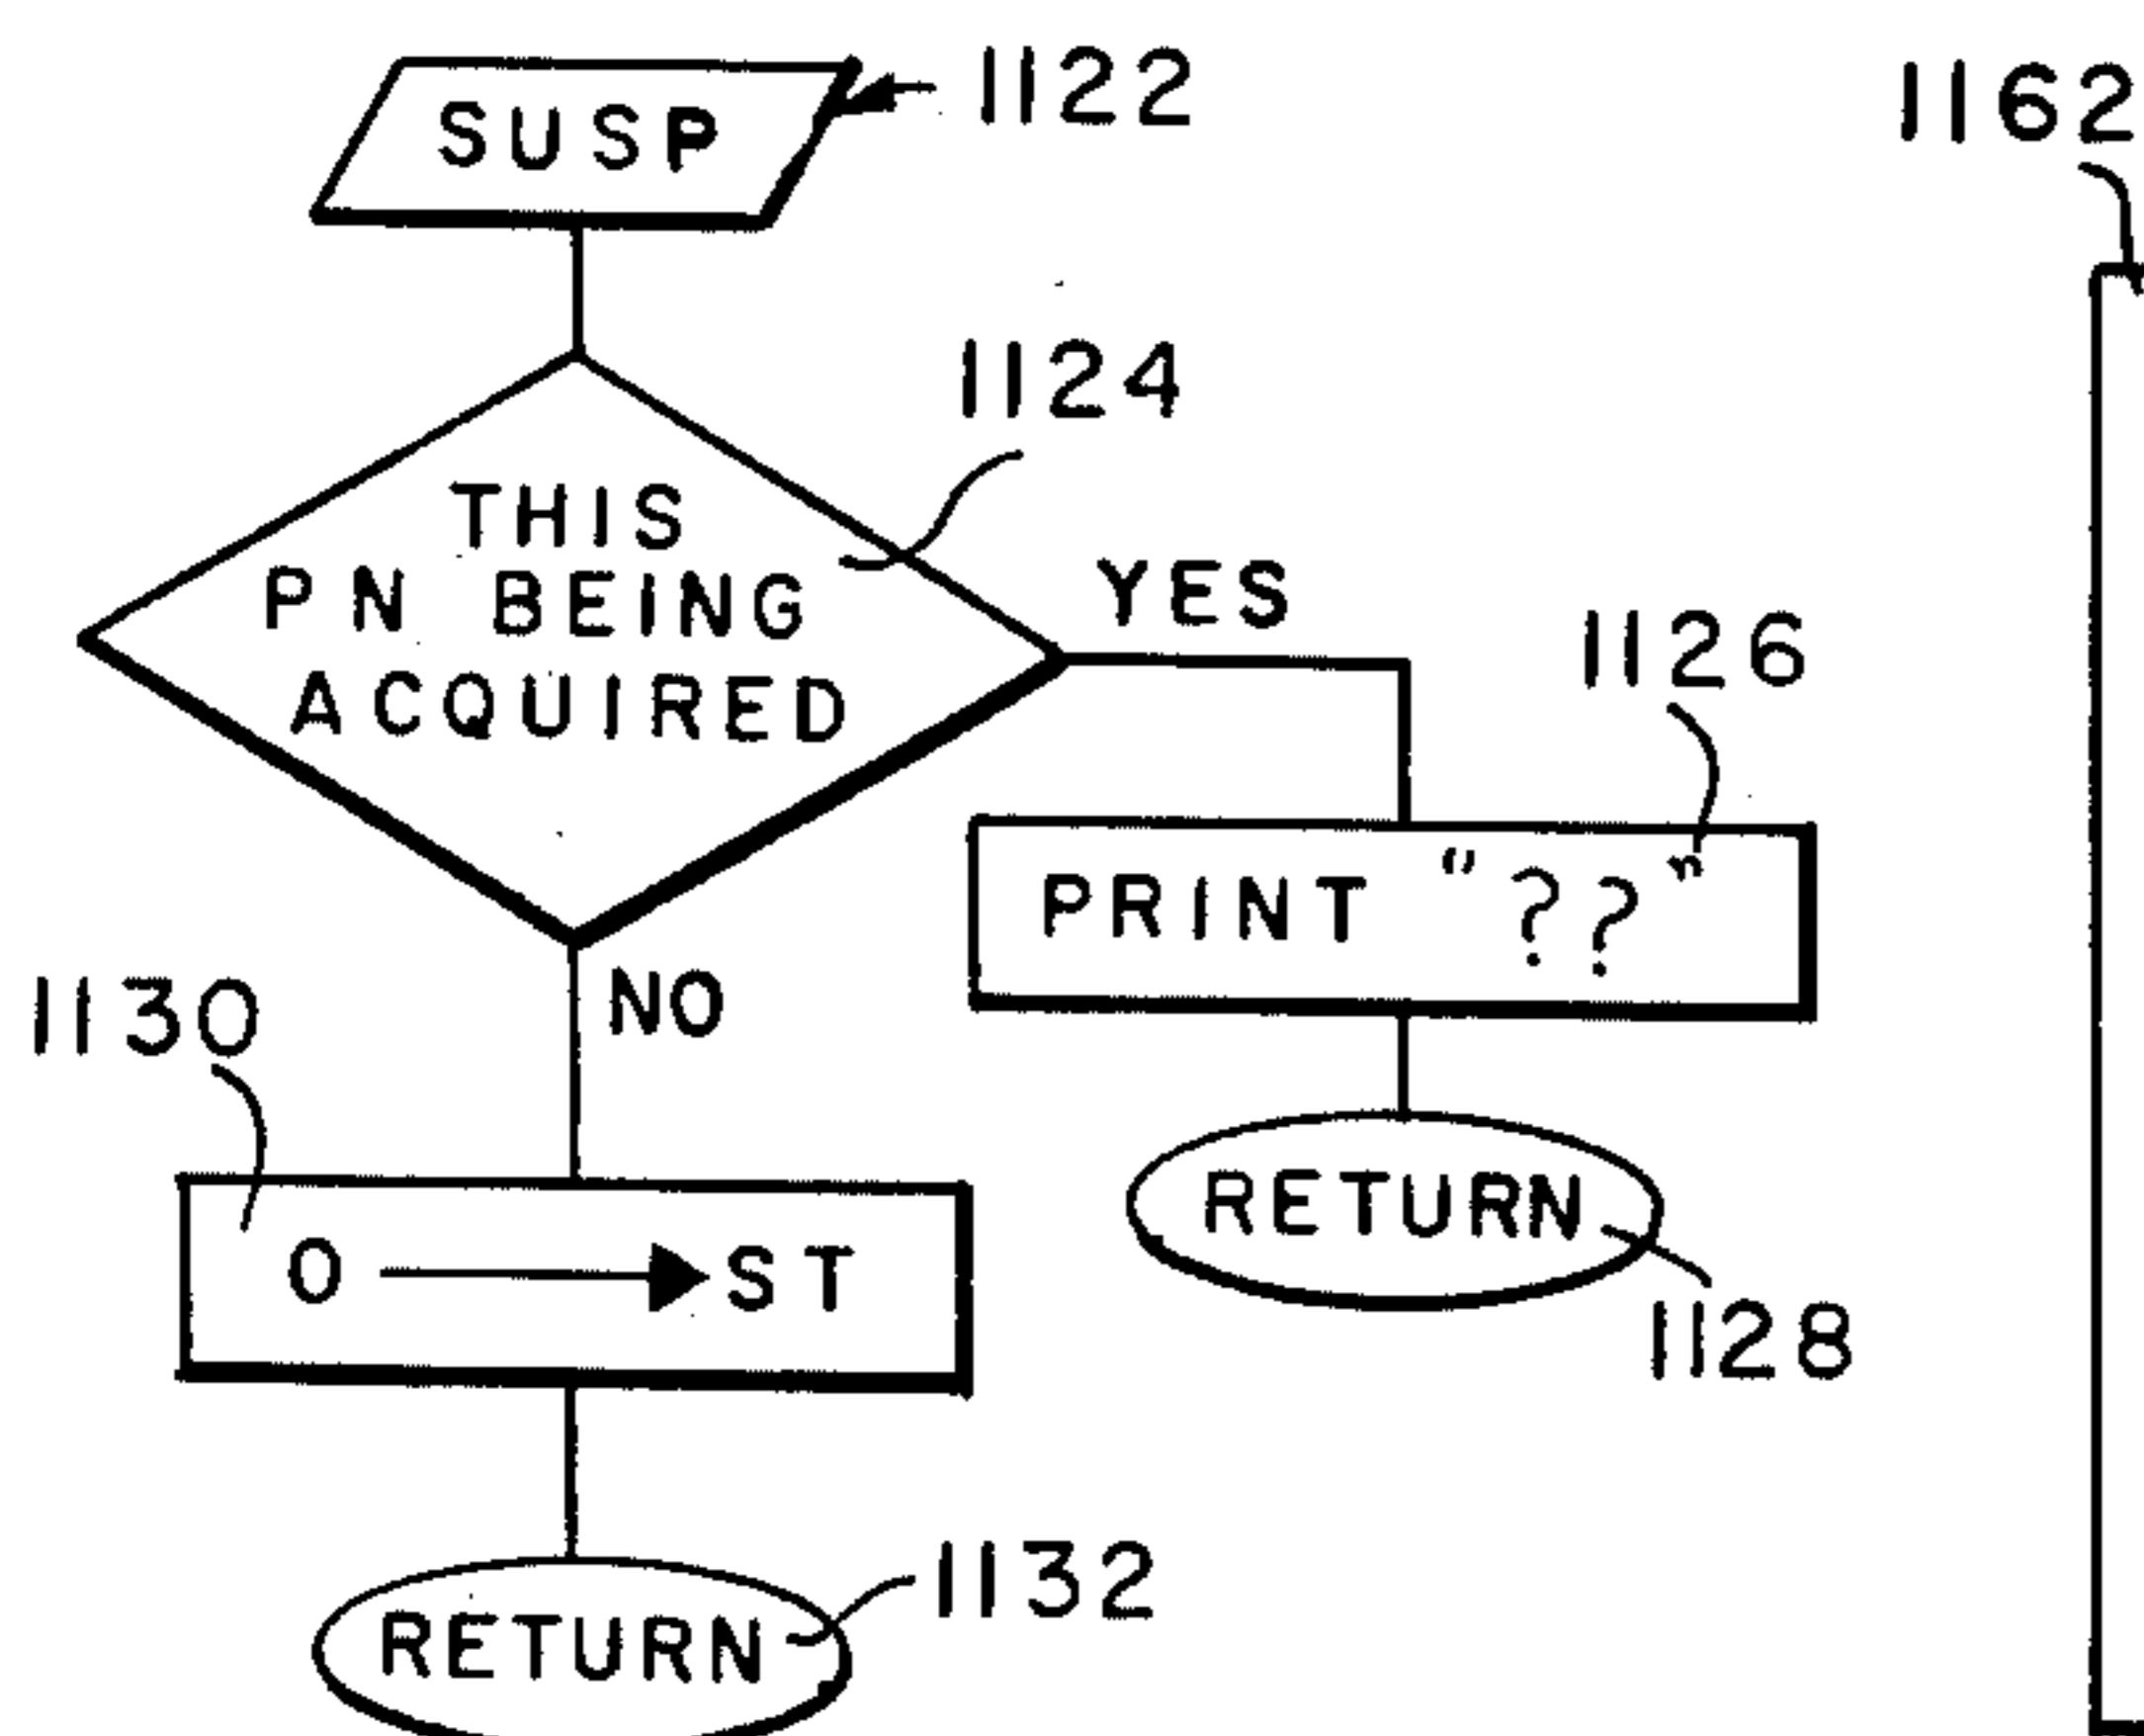 SUSP
1122
1162
1124
THIS
PN BEING
ACQUIRED
YES
1126
PRINT "??"
NO
1130
RETURN
1128
0 → ST
1132
RETURN